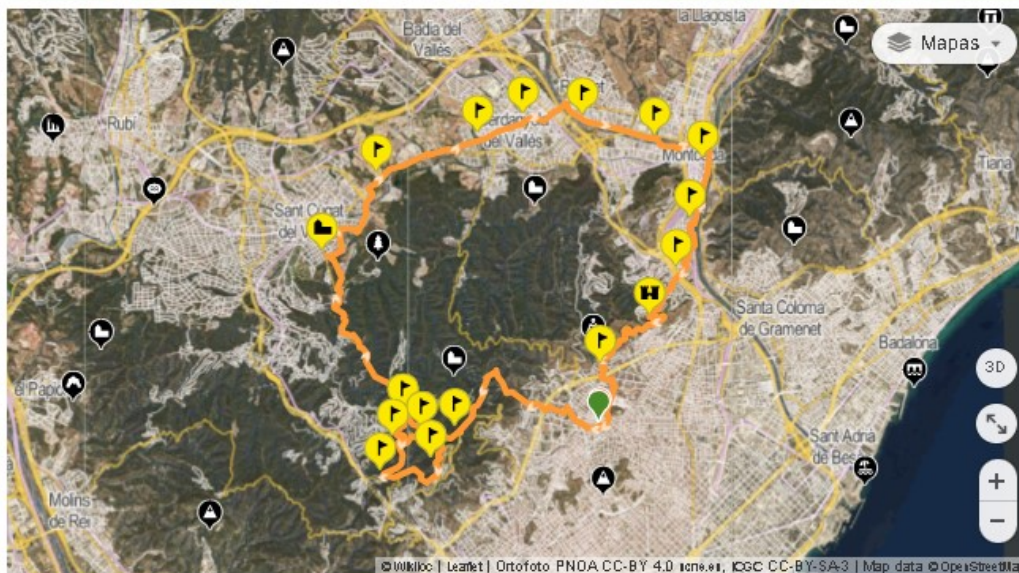 la Llagosta
Badia del
Vallès
Mapas
Rubí
del Vallès
Montcada
Tiana
Sant Cugat
Santa Coloma
de Gramenet
Badalona
el Papiol
3D
Sant Adrià
de Bes
Molins
de Rei
© Wikiloc | Leaflet | Ortofoto PNOA CC-BY 4.0 scne.es, ICGC CC-BY-SA-3 | Map data © OpenStreetMa